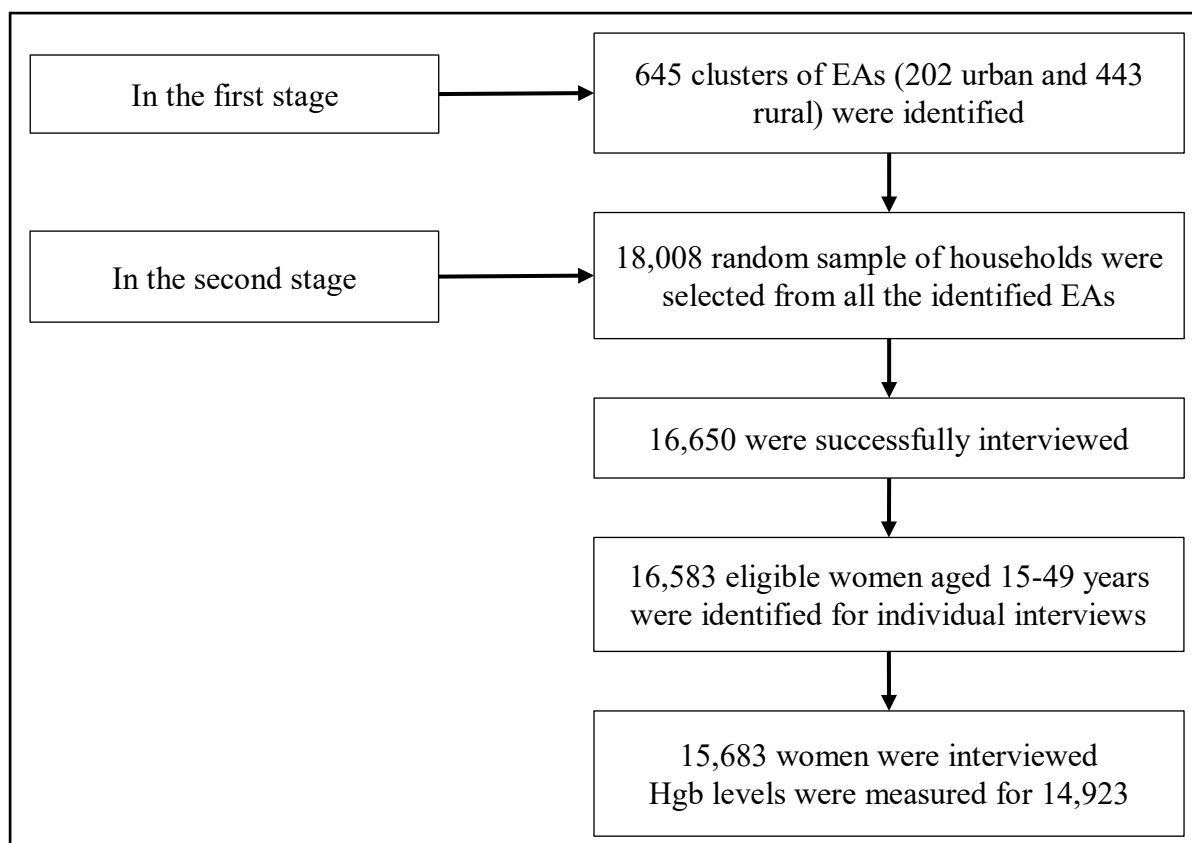 In the first stage
645 clusters of EAs (202 urban and 443
rural) were identified
In the second stage
18,008 random sample of households were
selected from all the identified EAs
16,650 were successfully interviewed
16,583 eligible women aged 15-49 years
were identified for individual interviews
15,683 women were interviewed
Hgb levels were measured for 14,923